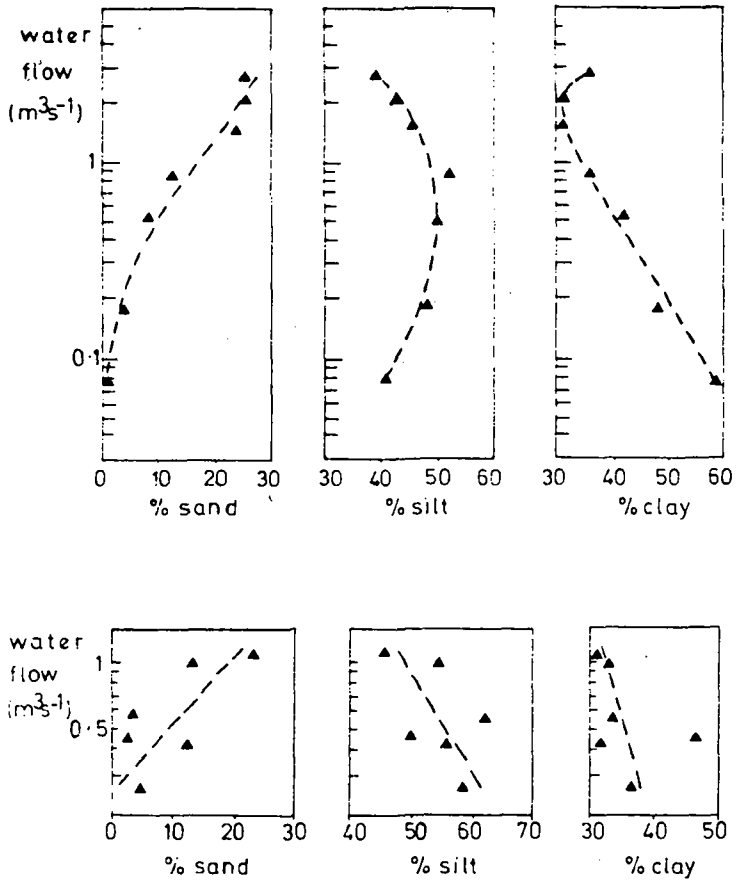 water
flow
(m³s⁻¹)
1
0·1
0 10 20 30
% sand
30 40 50 60
% silt
30 40 50 60
% clay
water
flow
(m³s⁻¹)
1
0·5
0 10 20 30
% sand
40 50 60 70
% silt
30 40 50
% clay